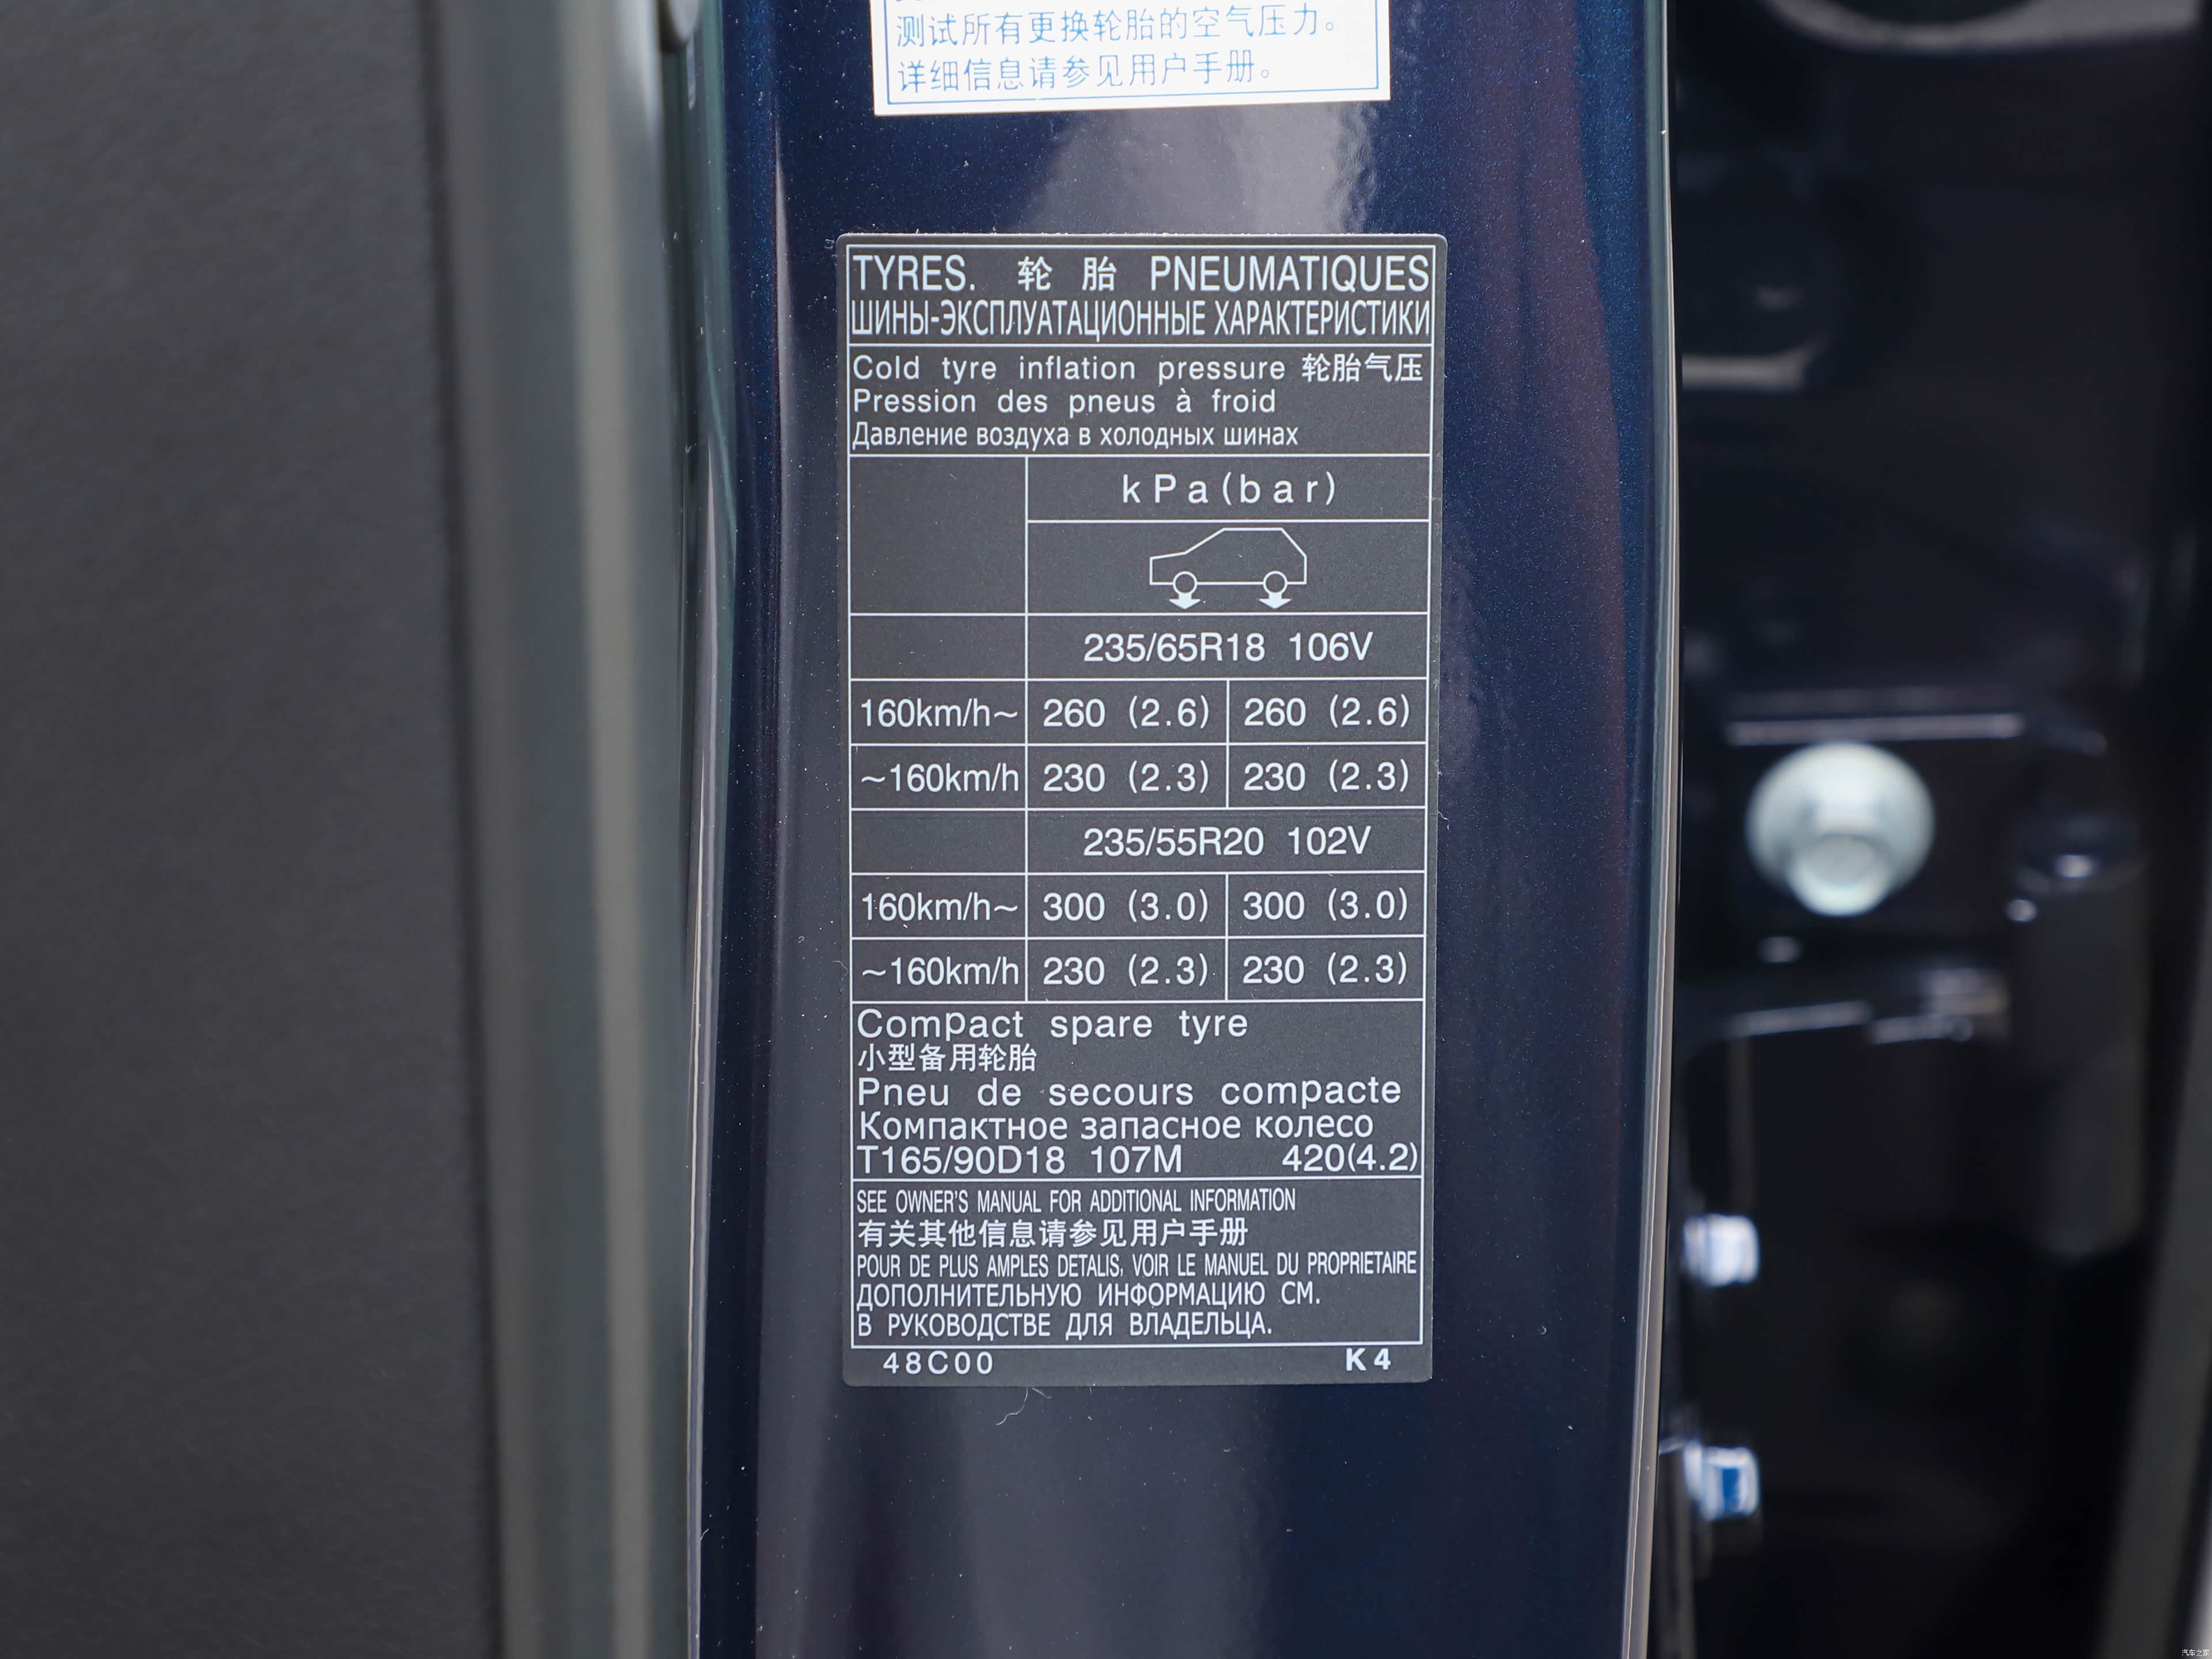 测试所有更换轮胎的空气压力。
详细信息请参见用户手册。
TYRES. 轮 胎 PNEUMATIQUES
ШИНЫ-ЭКСПЛУАТАЦИОННЫЕ ХАРАКТЕРИСТИКИ
Cold tyre inflation pressure 轮胎气压
Pression des pneus à froid
Давление воздуха в холодных шинах
kPa(bar)
235/65R18 106V
160km/h~ 260 (2.6) 260 (2.6)
~160km/h 230 (2.3) 230 (2.3)
235/55R20 102V
160km/h~ 300 (3.0) 300 (3.0)
~160km/h 230 (2.3) 230 (2.3)
Compact spare tyre
小型备用轮胎
Pneu de secours compacte
Компактное запасное колесо
T165/90D18 107M 420(4.2)
SEE OWNER'S MANUAL FOR ADDITIONAL INFORMATION
有关其他信息请参见用户手册
POUR DE PLUS AMPLES DETALIS, VOIR LE MANUEL DU PROPRIETAIRE
ДОПОЛНИТЕЛЬНУЮ ИНФОРМАЦИЮ СМ.
В РУКОВОДСТВЕ ДЛЯ ВЛАДЕЛЬЦА.
48C00 K4
汽车之家